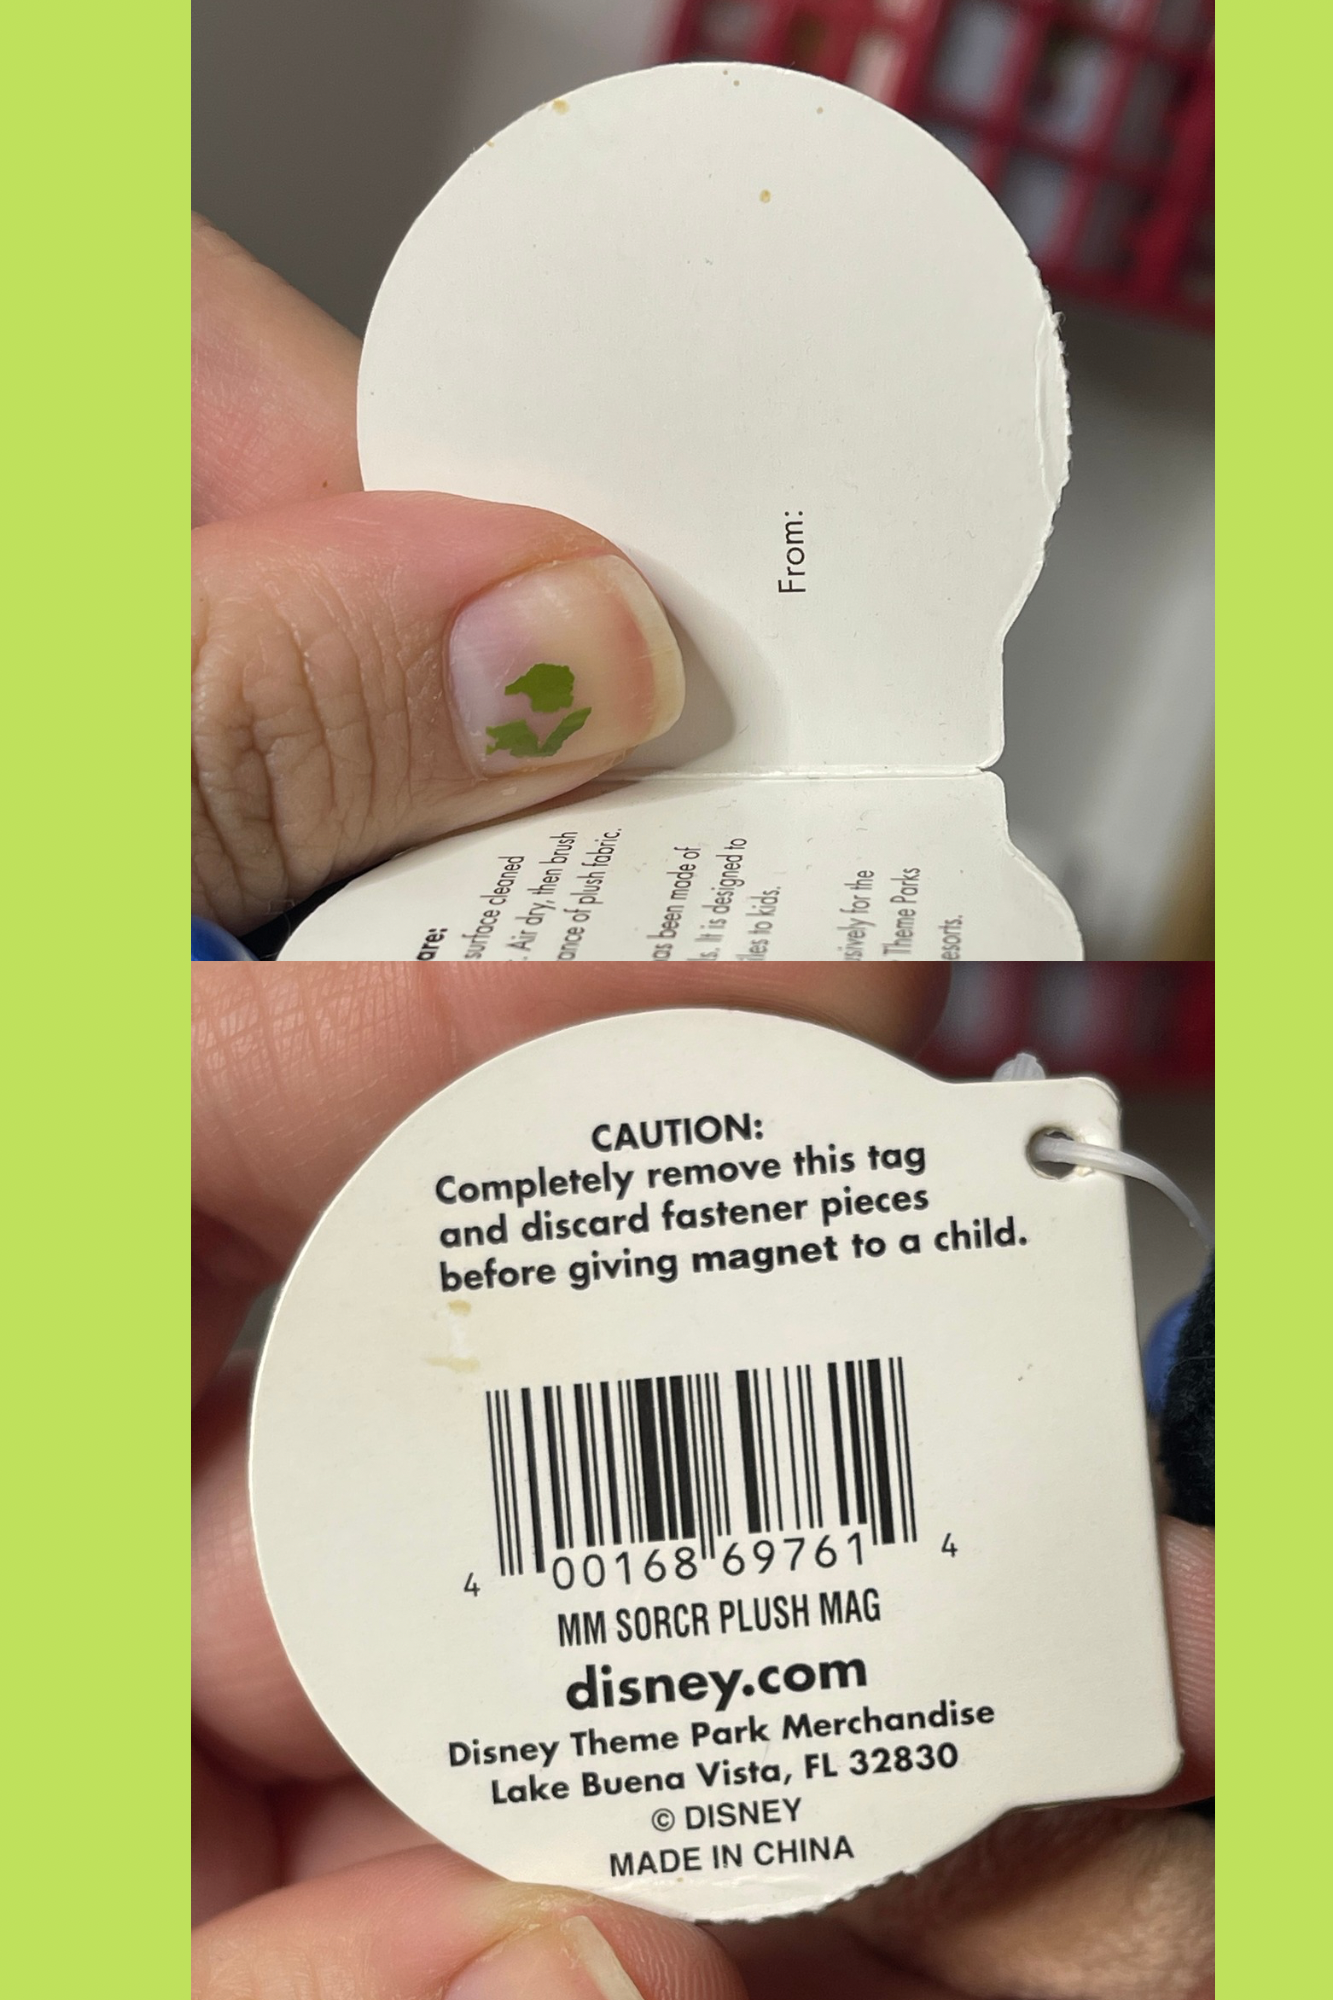 From:
are:
surface cleaned
. Air dry, then brush
ance of plush fabric.
as been made of
ls. It is designed to
iles to kids.
sively for the
Theme Parks
esorts.
CAUTION:
Completely remove this tag
and discard fastener pieces
before giving magnet to a child.
4 00168 69761 4
MM SORCR PLUSH MAG
disney.com
Disney Theme Park Merchandise
Lake Buena Vista, FL 32830
© DISNEY
MADE IN CHINA